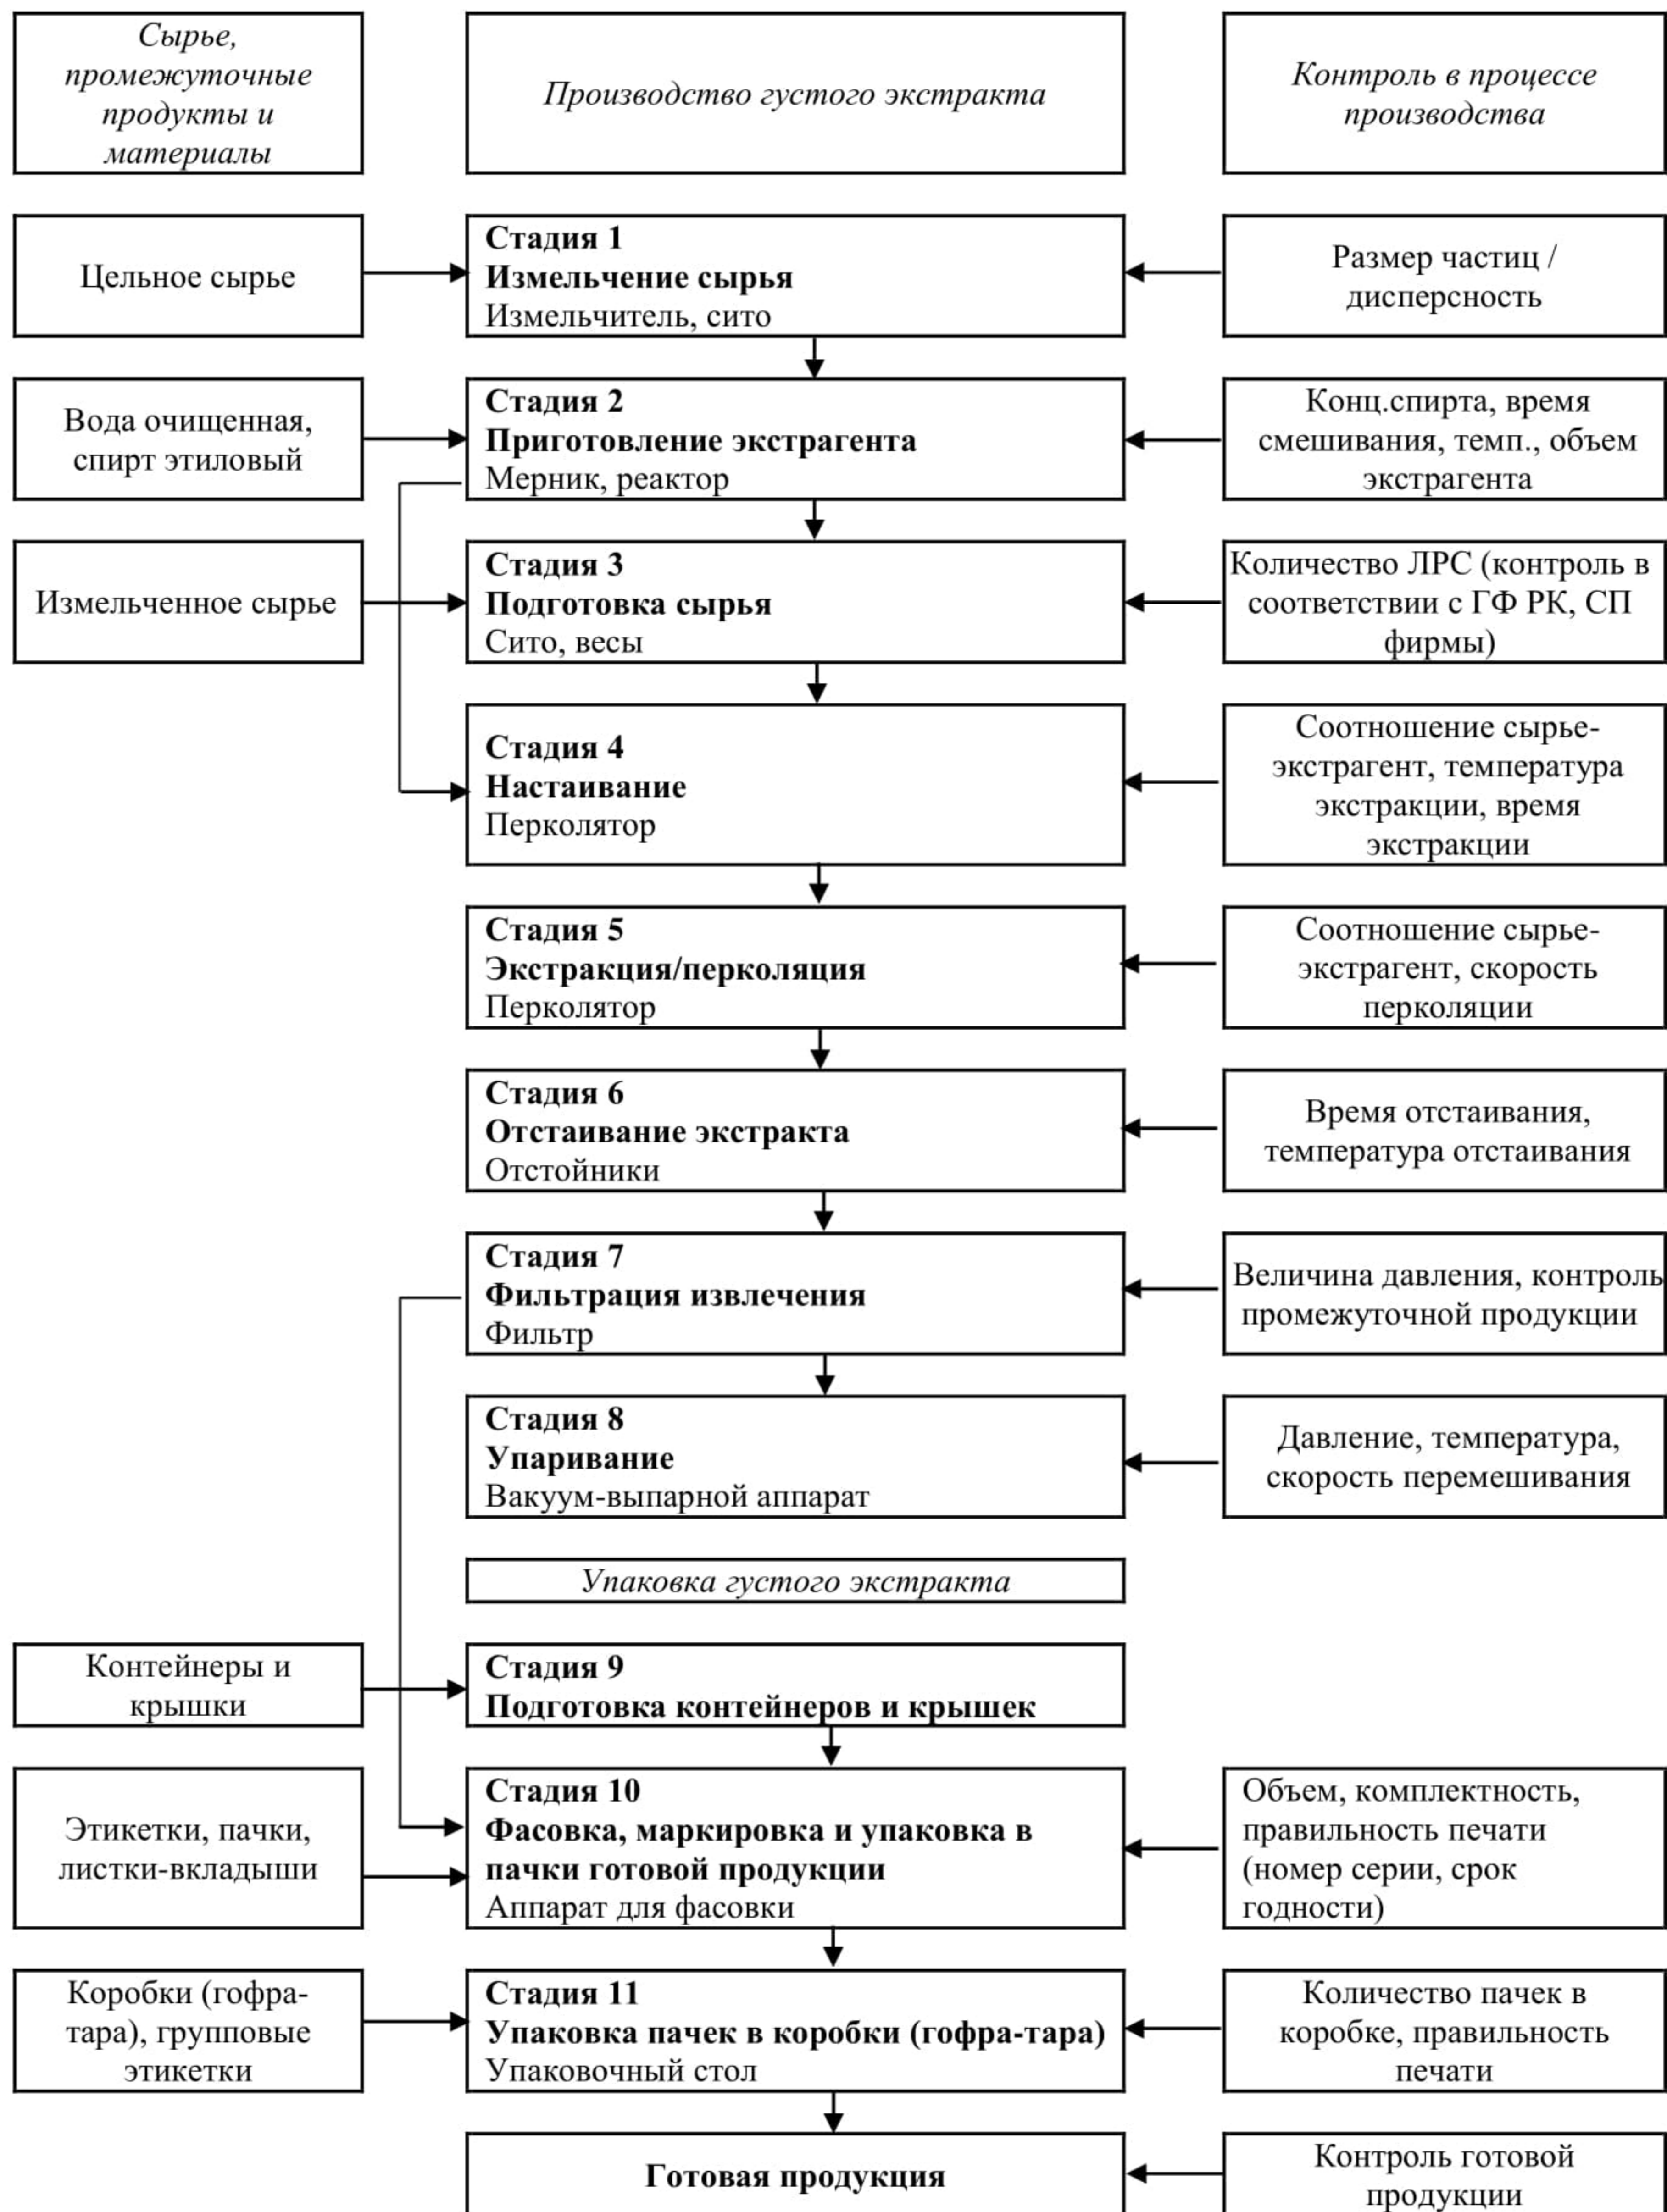 Сырье,
промежуточные
продукты и
материалы
Производство густого экстракта
Контроль в процессе
производства
Цельное сырье
Стадия 1
Измельчение сырья
Измельчитель, сито
Размер частиц /
дисперсность
Вода очищенная,
спирт этиловый
Стадия 2
Приготовление экстрагента
Мерник, реактор
Конц.спирта, время
смешивания, темп., объем
экстрагента
Измельченное сырье
Стадия 3
Подготовка сырья
Сито, весы
Количество ЛРС (контроль в
соответствии с ГФ РК, СП
фирмы)
Стадия 4
Настаивание
Перколятор
Соотношение сырье-
экстрагент, температура
экстракции, время
экстракции
Стадия 5
Экстракция/перколяция
Перколятор
Соотношение сырье-
экстрагент, скорость
перколяции
Стадия 6
Отстаивание экстракта
Отстойники
Время отстаивания,
температура отстаивания
Стадия 7
Фильтрация извлечения
Фильтр
Величина давления, контроль
промежуточной продукции
Стадия 8
Упаривание
Вакуум-выпарной аппарат
Давление, температура,
скорость перемешивания
Упаковка густого экстракта
Контейнеры и
крышки
Стадия 9
Подготовка контейнеров и крышек
Этикетки, пачки,
листки-вкладыши
Стадия 10
Фасовка, маркировка и упаковка в
пачки готовой продукции
Аппарат для фасовки
Объем, комплектность,
правильность печати
(номер серии, срок
годности)
Коробки (гофра-
тара), групповые
этикетки
Стадия 11
Упаковка пачек в коробки (гофра-тара)
Упаковочный стол
Количество пачек в
коробке, правильность
печати
Готовая продукция
Контроль готовой
продукции